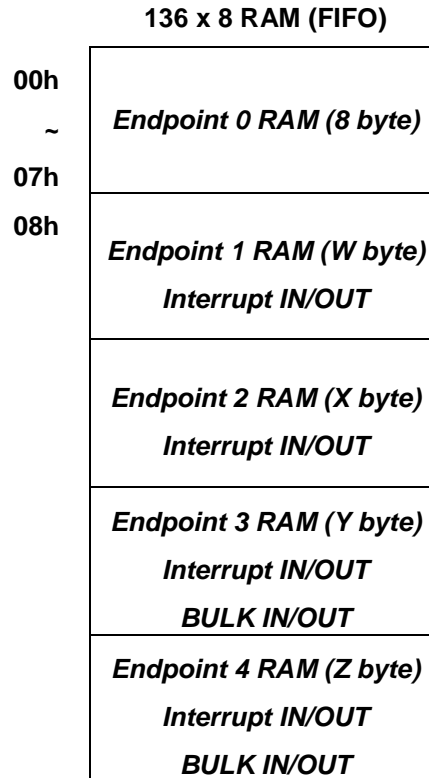 136 x 8 RAM (FIFO)
00h
~
07h
Endpoint 0 RAM (8 byte)
08h
Endpoint 1 RAM (W byte)
Interrupt IN/OUT
Endpoint 2 RAM (X byte)
Interrupt IN/OUT
Endpoint 3 RAM (Y byte)
Interrupt IN/OUT
BULK IN/OUT
Endpoint 4 RAM (Z byte)
Interrupt IN/OUT
BULK IN/OUT